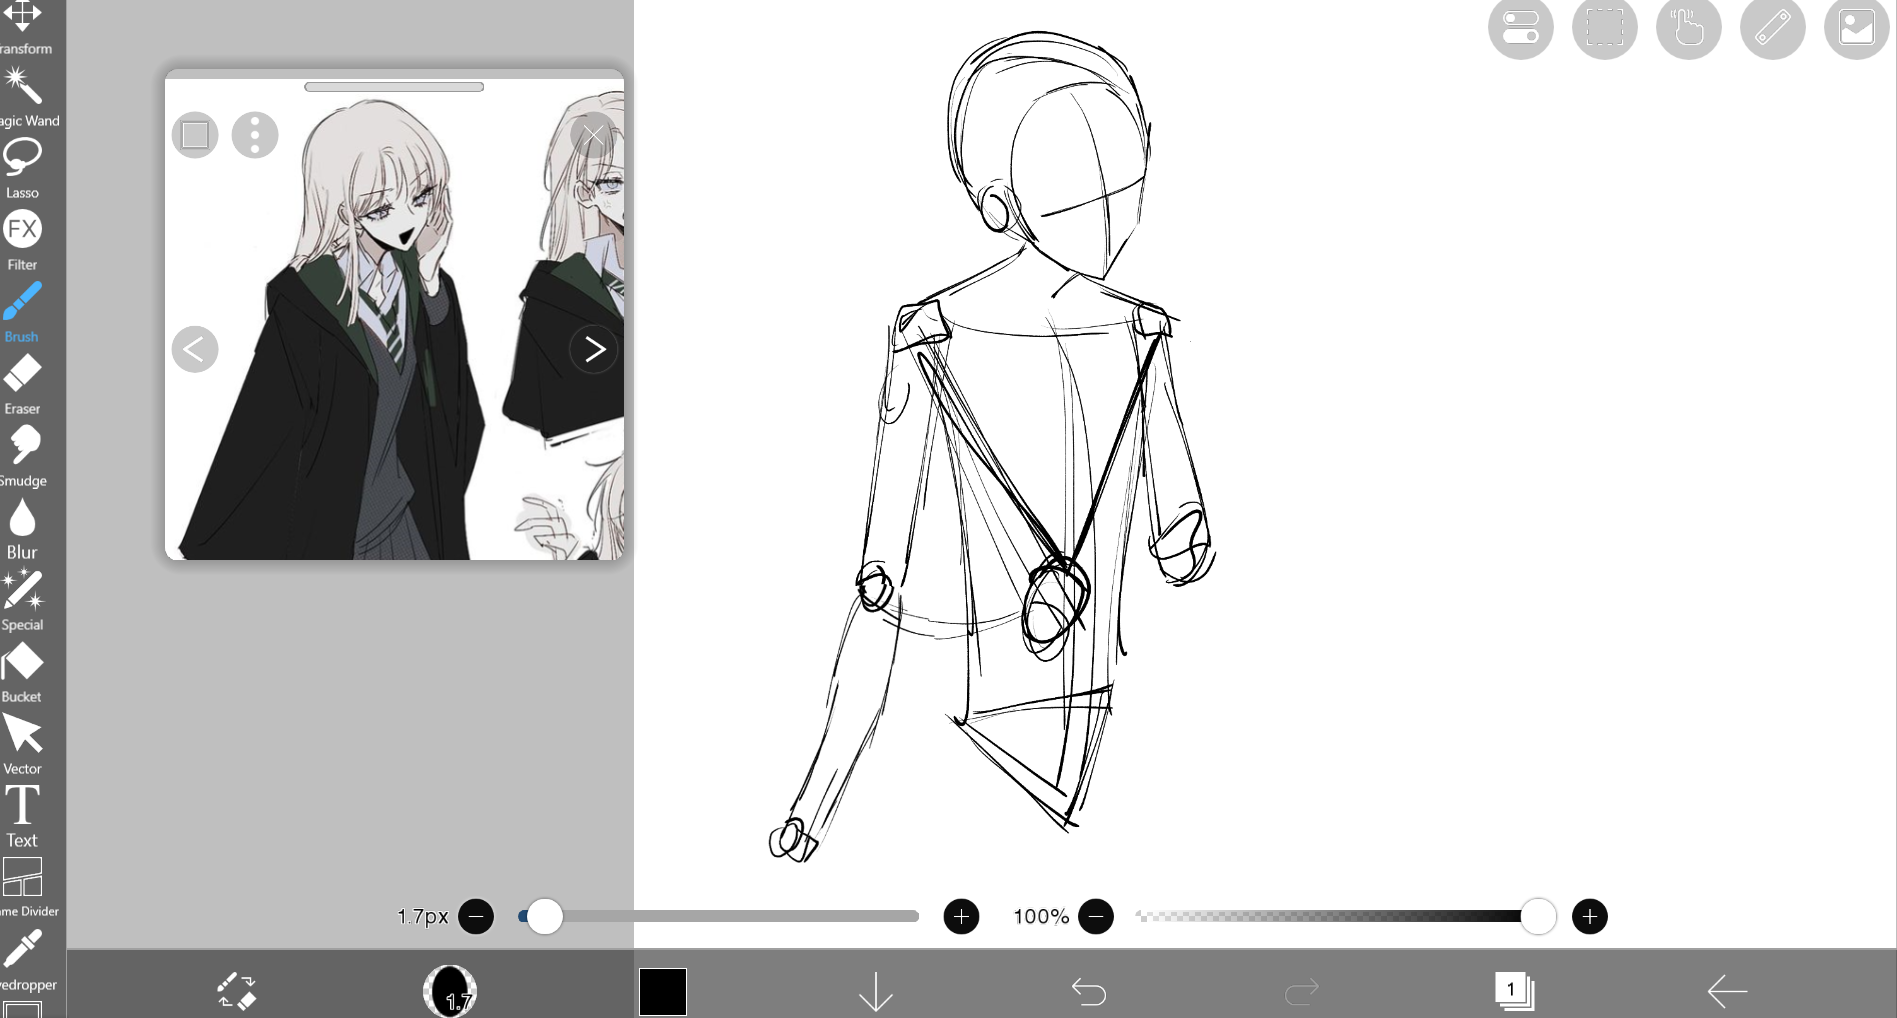 ransform
agic Wand
Lasso
FX
Filter
Brush
Eraser
Smudge
Blur
Special
Bucket
Vector
T
Text
me Divider
yedropper
1.7px
100%
1.7
1